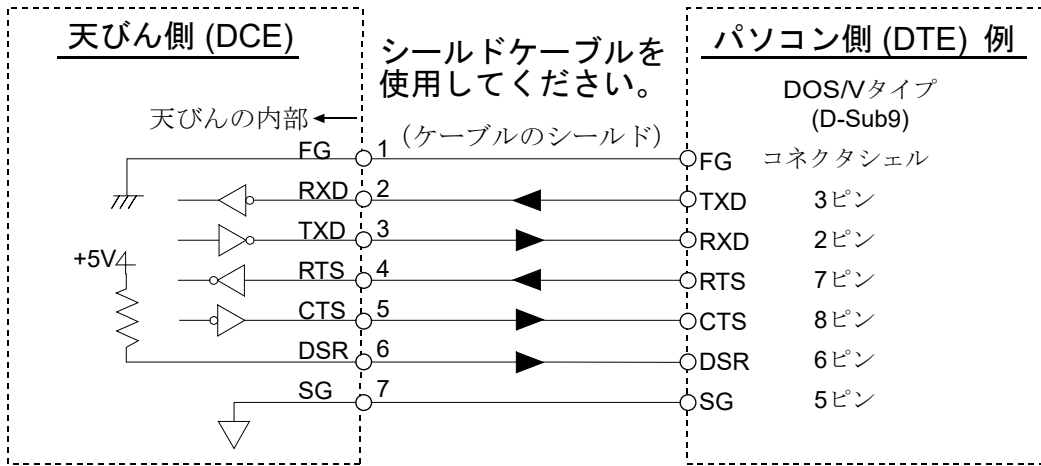 天びん側 (DCE)
シールドケーブルを
使用してください。
パソコン側 (DTE) 例
DOS/Vタイプ
(D-Sub9)
天びんの内部
(ケーブルのシールド)
FG 1 FG コネクタシェル
RXD 2 TXD 3ピン
TXD 3 RXD 2ピン
+5V
RTS 4 RTS 7ピン
CTS 5 CTS 8ピン
DSR 6 DSR 6ピン
SG 7 SG 5ピン